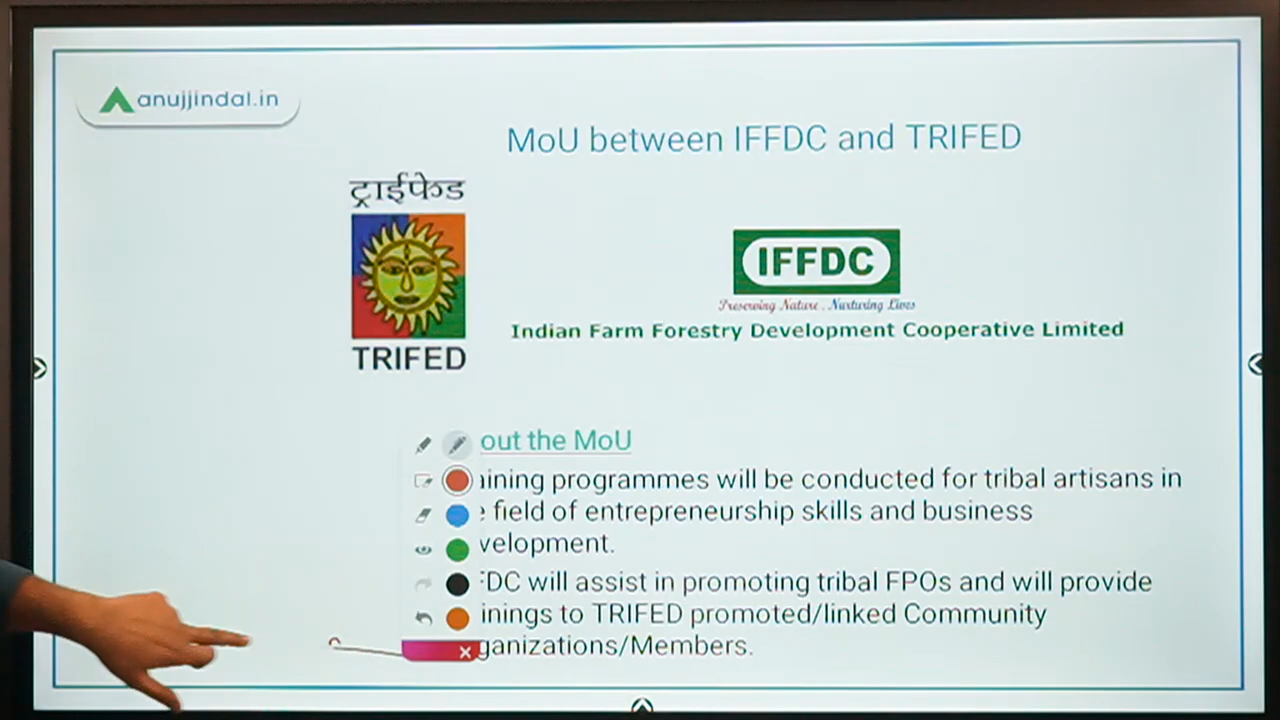 anujjindal.in
MoU between IFFDC and TRIFED
ट्राईफेड
TRIFED
IFFDC
Preserving Nature . Nurturing Lives
Indian Farm Forestry Development Cooperative Limited
out the MoU
ining programmes will be conducted for tribal artisans in
field of entrepreneurship skills and business
velopment.
FDC will assist in promoting tribal FPOs and will provide
inings to TRIFED promoted/linked Community
ganizations/Members.